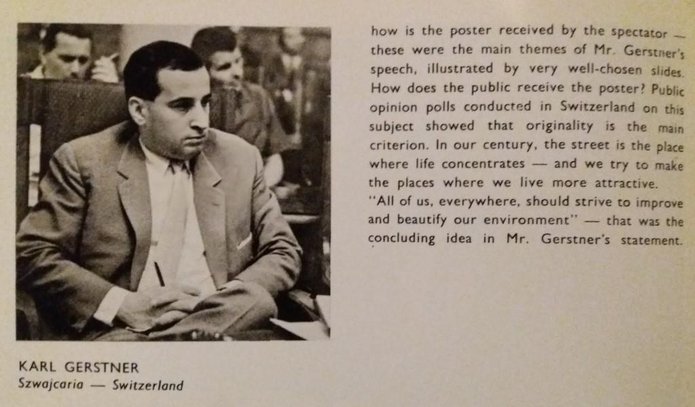 how is the poster received by the spectator —
these were the main themes of Mr. Gerstner's
speech, illustrated by very well-chosen slides.
How does the public receive the poster? Public
opinion polls conducted in Switzerland on this
subject showed that originality is the main
criterion. In our century, the street is the place
where life concentrates — and we try to make
the places where we live more attractive.
"All of us, everywhere, should strive to improve
and beautify our environment" — that was the
concluding idea in Mr. Gerstner's statement.
KARL GERSTNER
Szwajcaria — Switzerland